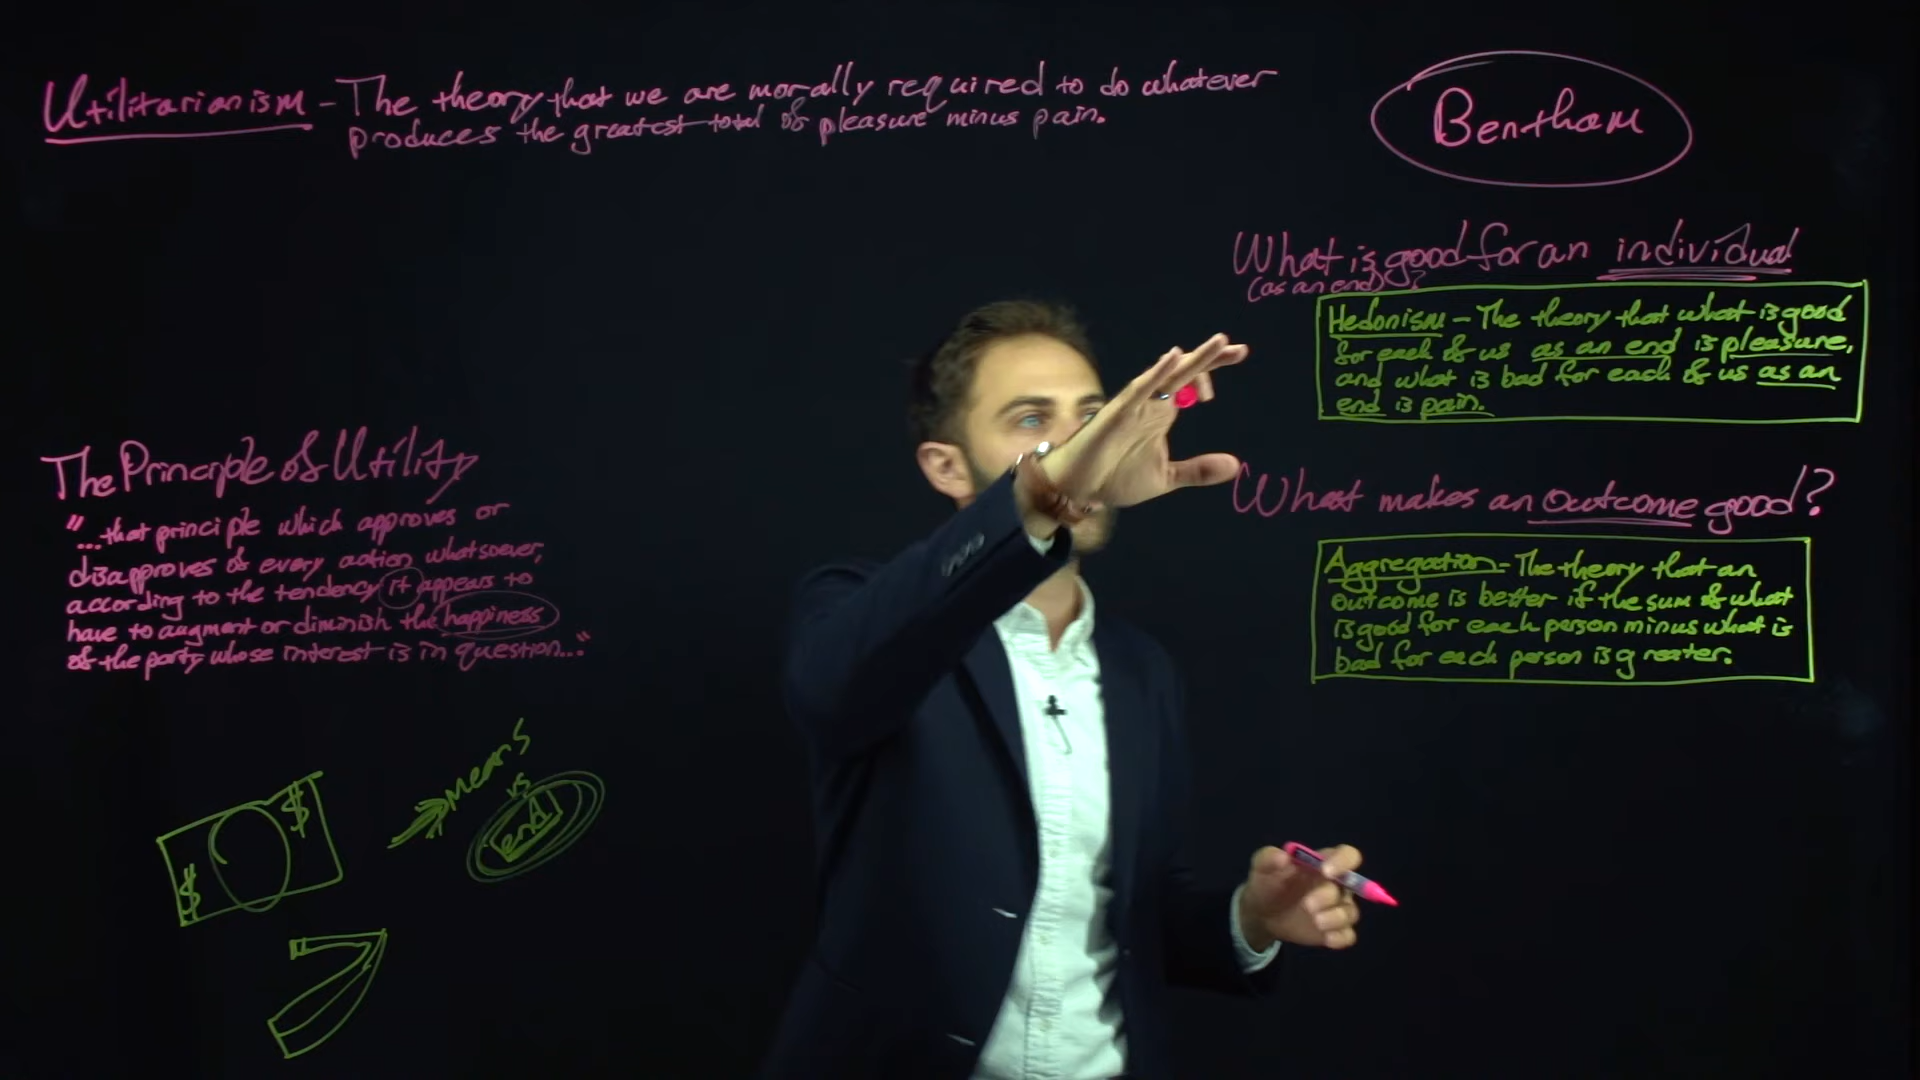 Utilitarianism - The theory that we are morally required to do whatever
produces the greatest total of pleasure minus pain.
Bentham
What is good for an individual
(as an end)?
Hedonism - The theory that what is good
for each of us as an end is pleasure,
and what is bad for each of us as an
end is pain.
The Principle of Utility
"...that principle which approves or
disapproves of every action whatsoever,
according to the tendency it appears to
have to augment or diminish the happiness
of the party whose interest is in question..."
What makes an outcome good?
Aggregation - The theory that an
outcome is better if the sum of what
is good for each person minus what is
bad for each person is greater.
$
$
means
vs
end